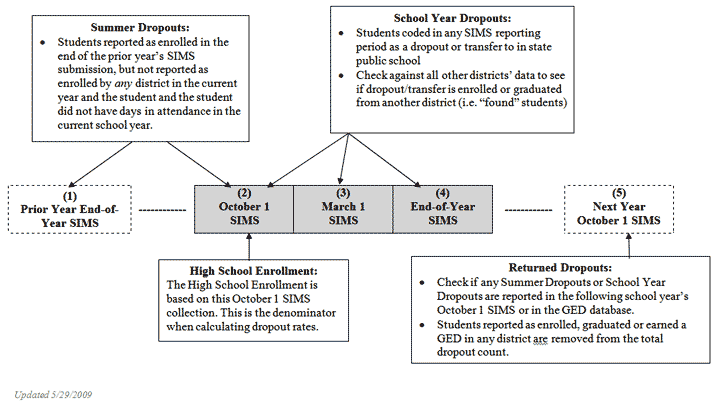 Summer Dropouts:
• Students reported as enrolled in the
end of the prior year's SIMS
submission, but not reported as
enrolled by any district in the current
year and the student and the student
did not have days in attendance in the
current school year.
School Year Dropouts:
• Students coded in any SIMS reporting
period as a dropout or transfer to in state
public school
• Check against all other districts' data to see
if dropout/transfer is enrolled or graduated
from another district (i.e. "found" students)
(1)
Prior Year End-of-
Year SIMS
(2)
October 1
SIMS
(3)
March 1
SIMS
(4)
End-of-Year
SIMS
(5)
Next Year
October 1 SIMS
High School Enrollment:
The High School Enrollment is
based on this October 1 SIMS
collection. This is the denominator
when calculating dropout rates.
Returned Dropouts:
• Check if any Summer Dropouts or School Year
Dropouts are reported in the following school year's
October 1 SIMS or in the GED database.
• Students reported as enrolled, graduated or earned a
GED in any district are removed from the total
dropout count.
Updated 5/29/2009